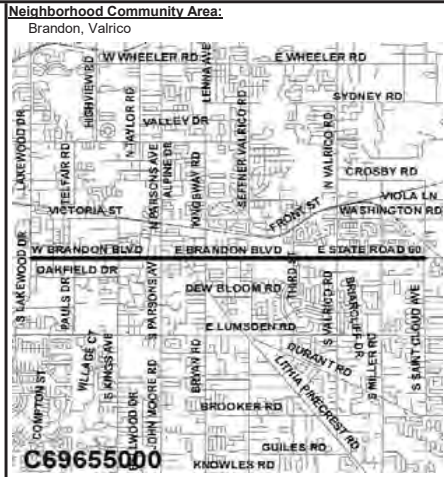 Neighborhood Community Area:
Brandon, Valrico
W WHEELER RD
E WHEELER RD
LENNA AVE
HIGHVIEW RD
SYDNEY RD
LAKEWOOD DR
TELFAIR RD
N TAYLOR RD
VALLEY DR
N PARSONS AVE
ALPINE DR
KINGSWAY RD
SEFFNER VALRICO RD
N VALRICO RD
CROSBY RD
VIOLA LN
VICTORIA ST
FRONT ST
WASHINGTON RD
W BRANDON BLVD
E BRANDON BLVD
E STATE ROAD 60
S LAKEWOOD DR
OAKFIELD DR
PAULS DR
S PARSONS AV
DEW BLOOM RD
THIRD ST
S VALRICO RD
BRIARCLIFF DR
S MILLER RD
S SAINT CLOUD AVE
E LUMSDEN RD
DURANT RD
LITHIA PINECREST RD
COMPTON ST
VILLAGE CT
S KINGS AVE
JOHN MOORE RD
BRYAN RD
BROOKER RD
GUILES RD
KNOWLES RD
C69655000